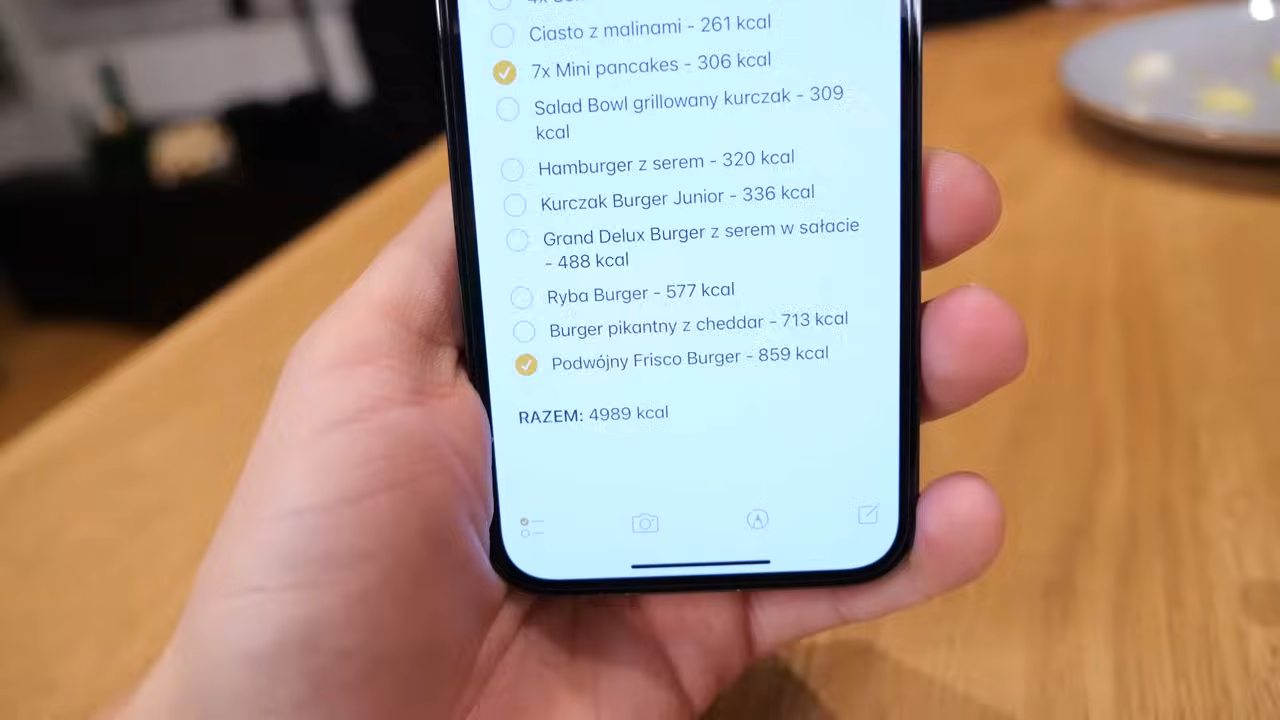 Ciasto z malinami - 261 kcal
7x Mini pancakes - 306 kcal
Salad Bowl grillowany kurczak - 309
kcal
Hamburger z serem - 320 kcal
Kurczak Burger Junior - 336 kcal
Grand Delux Burger z serem w sałacie
- 488 kcal
Ryba Burger - 577 kcal
Burger pikantny z cheddar - 713 kcal
Podwójny Frisco Burger - 859 kcal
RAZEM: 4989 kcal